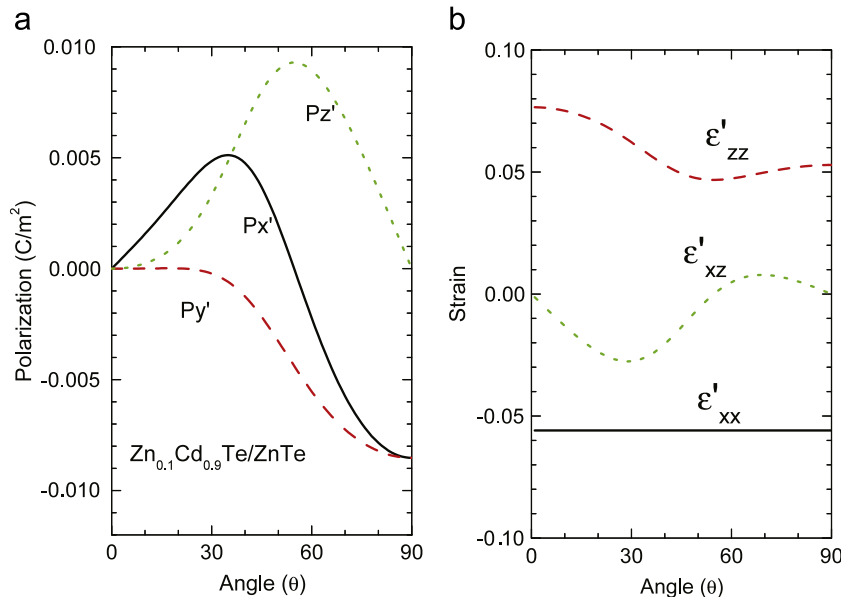 a
0.010
0.005
0.000
-0.005
-0.010
Polarization (C/m²)
Pz'
Px'
Py'
Zn₀.₁Cd₀.₉Te/ZnTe
0 30 60 90
Angle (θ)
b
0.10
0.05
0.00
-0.05
-0.10
Strain
ε'zz
ε'xz
ε'xx
0 30 60 90
Angle (θ)